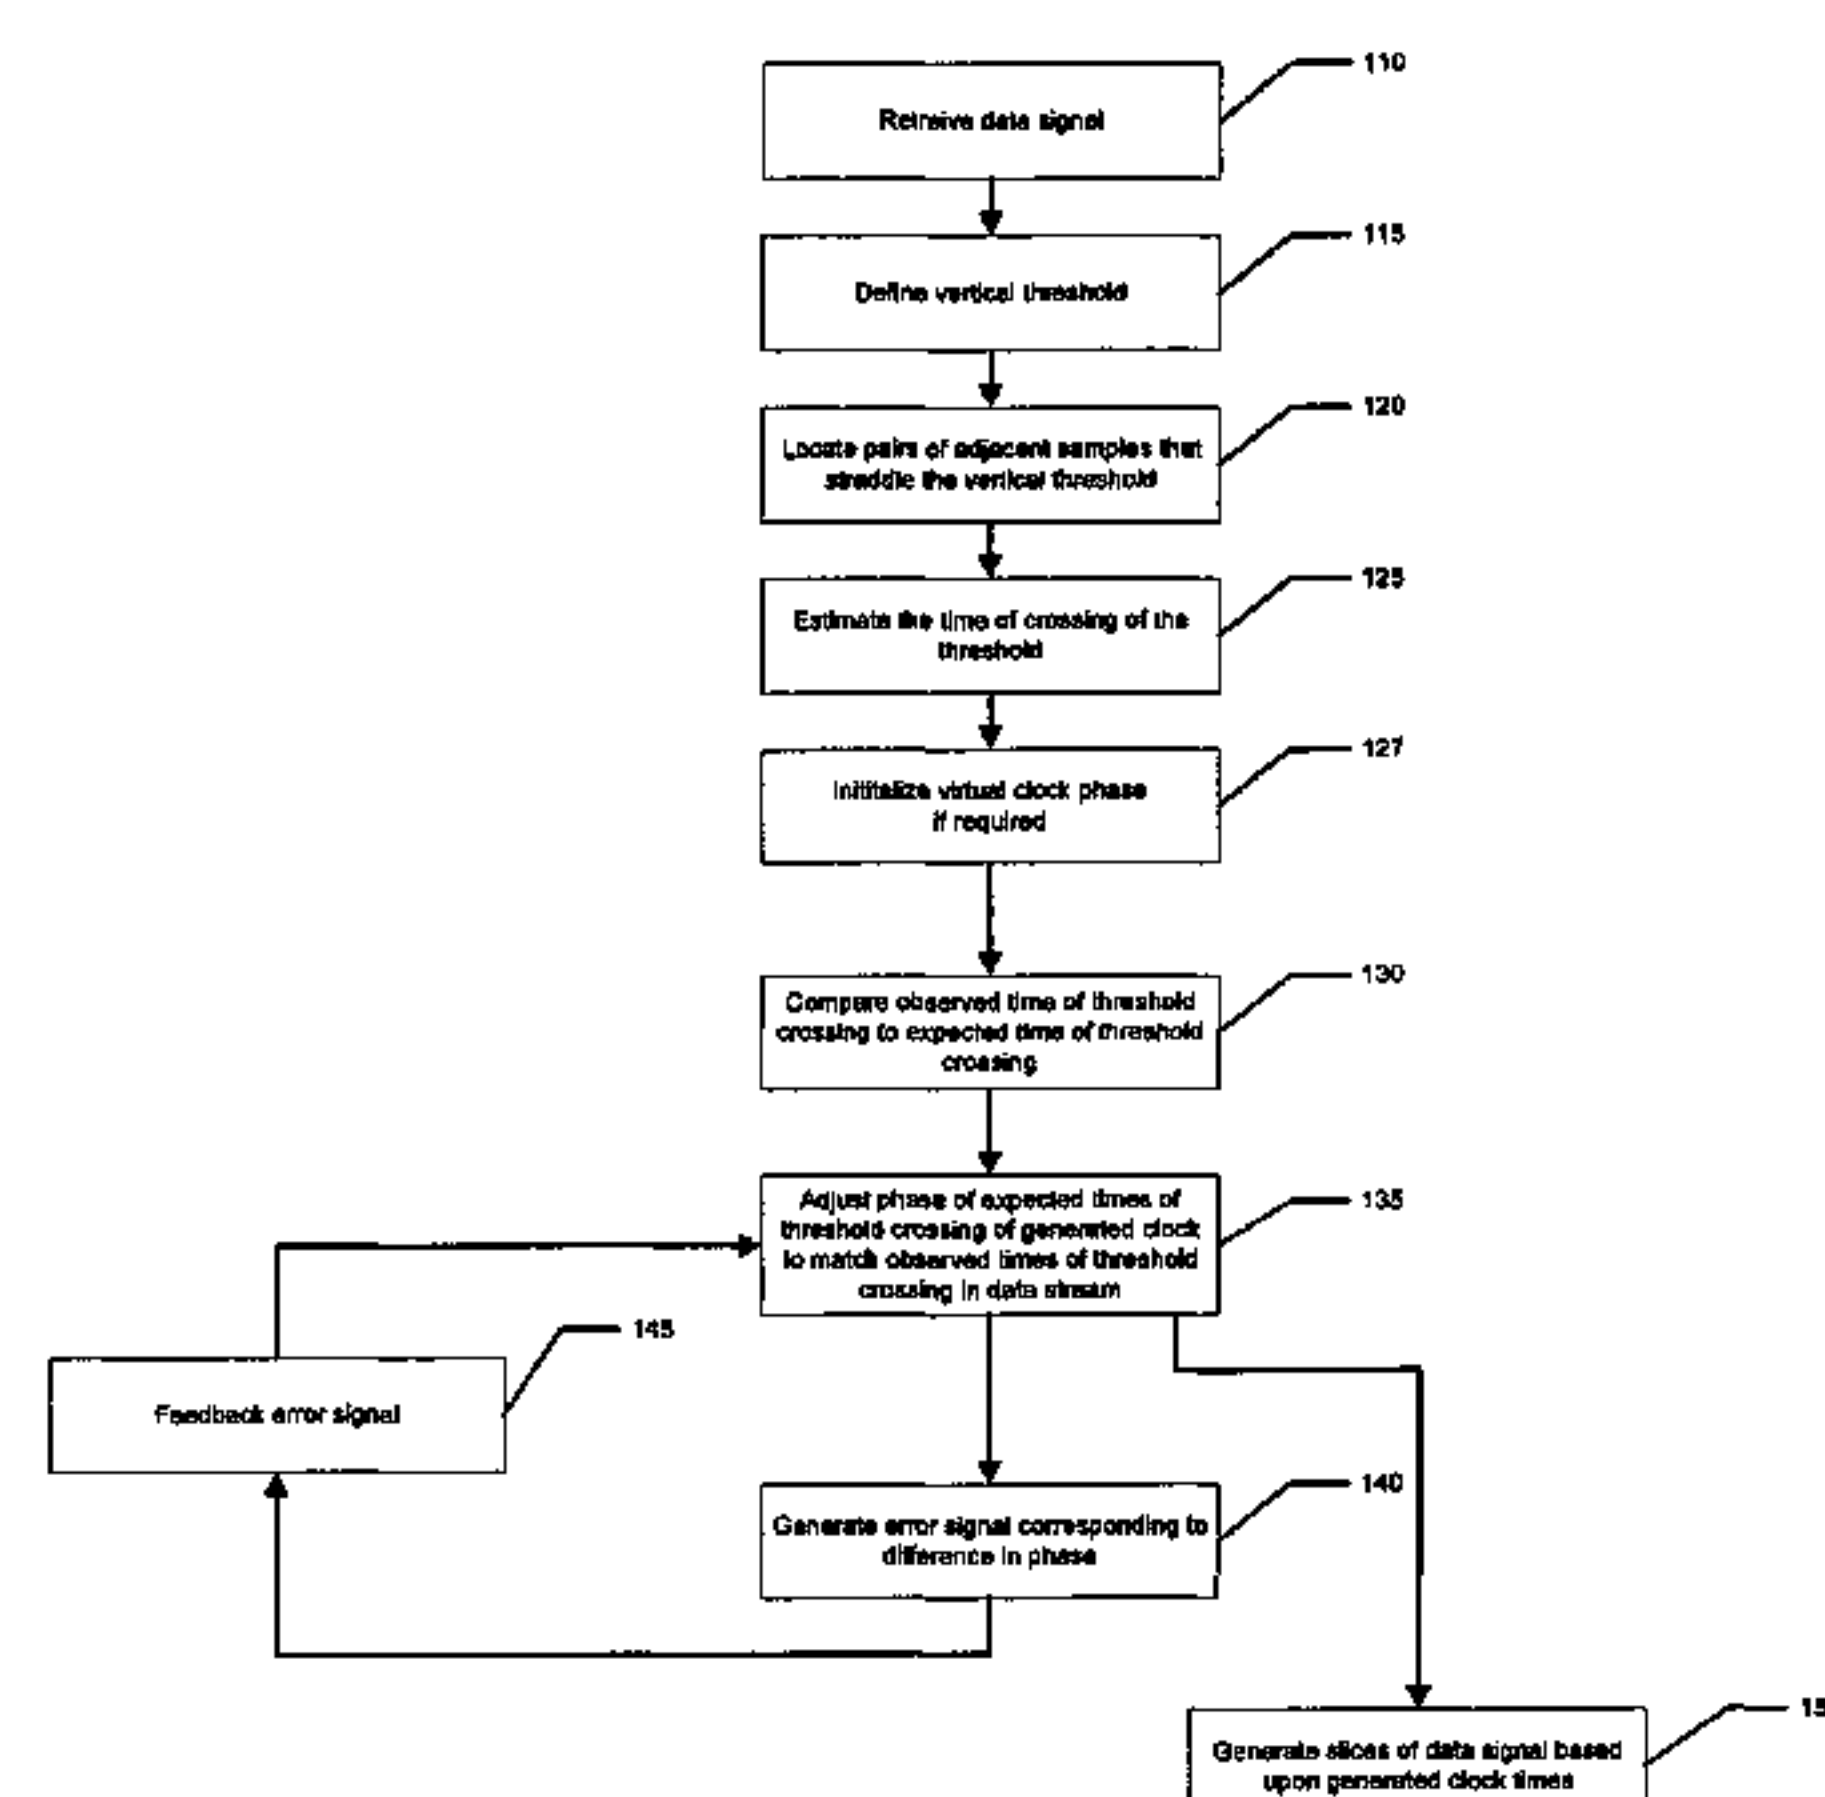 110
Retreive data signal
115
Define vertical threshold
120
Locate pairs of adjacent samples that
straddle the vertical threshold
125
Estimate the time of crossing of the
threshold
127
Inititalize virtual clock phase
if required
130
Compare observed time of threshold
crossing to expected time of threshold
crossing
135
Adjust phase of expected times of
threshold crossing of generated clock
to match observed times of threshold
crossing in data stream
145
Feedback error signal
140
Generate error signal corresponding to
difference in phase
Generate slices of data signal based
upon generated clock times